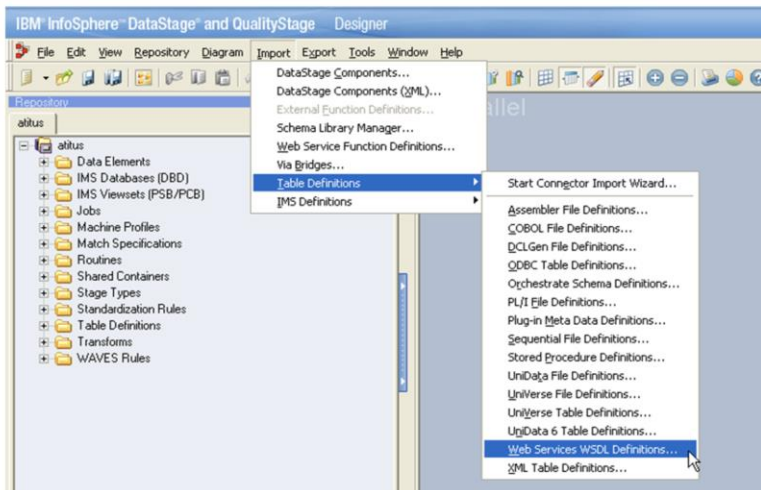 IBM® InfoSphere™ DataStage® and QualityStage Designer
File Edit View Repository Diagram Import Export Tools Window Help
Repository
atitus
atitus
Data Elements
IMS Databases (DBD)
IMS Viewsets (PSB/PCB)
Jobs
Machine Profiles
Match Specifications
Routines
Shared Containers
Stage Types
Standardization Rules
Table Definitions
Transforms
WAVES Rules
DataStage Components...
DataStage Components (XML)...
External Function Definitions...
Schema Library Manager...
Web Service Function Definitions...
Via Bridges...
Table Definitions
IMS Definitions
Start Connector Import Wizard...
Assembler File Definitions...
COBOL File Definitions...
DCLGen File Definitions...
ODBC Table Definitions...
Orchestrate Schema Definitions...
PL/I File Definitions...
Plug-in Meta Data Definitions...
Sequential File Definitions...
Stored Procedure Definitions...
UniData File Definitions...
UniVerse File Definitions...
UniVerse Table Definitions...
UniData 6 Table Definitions...
Web Services WSDL Definitions...
XML Table Definitions...